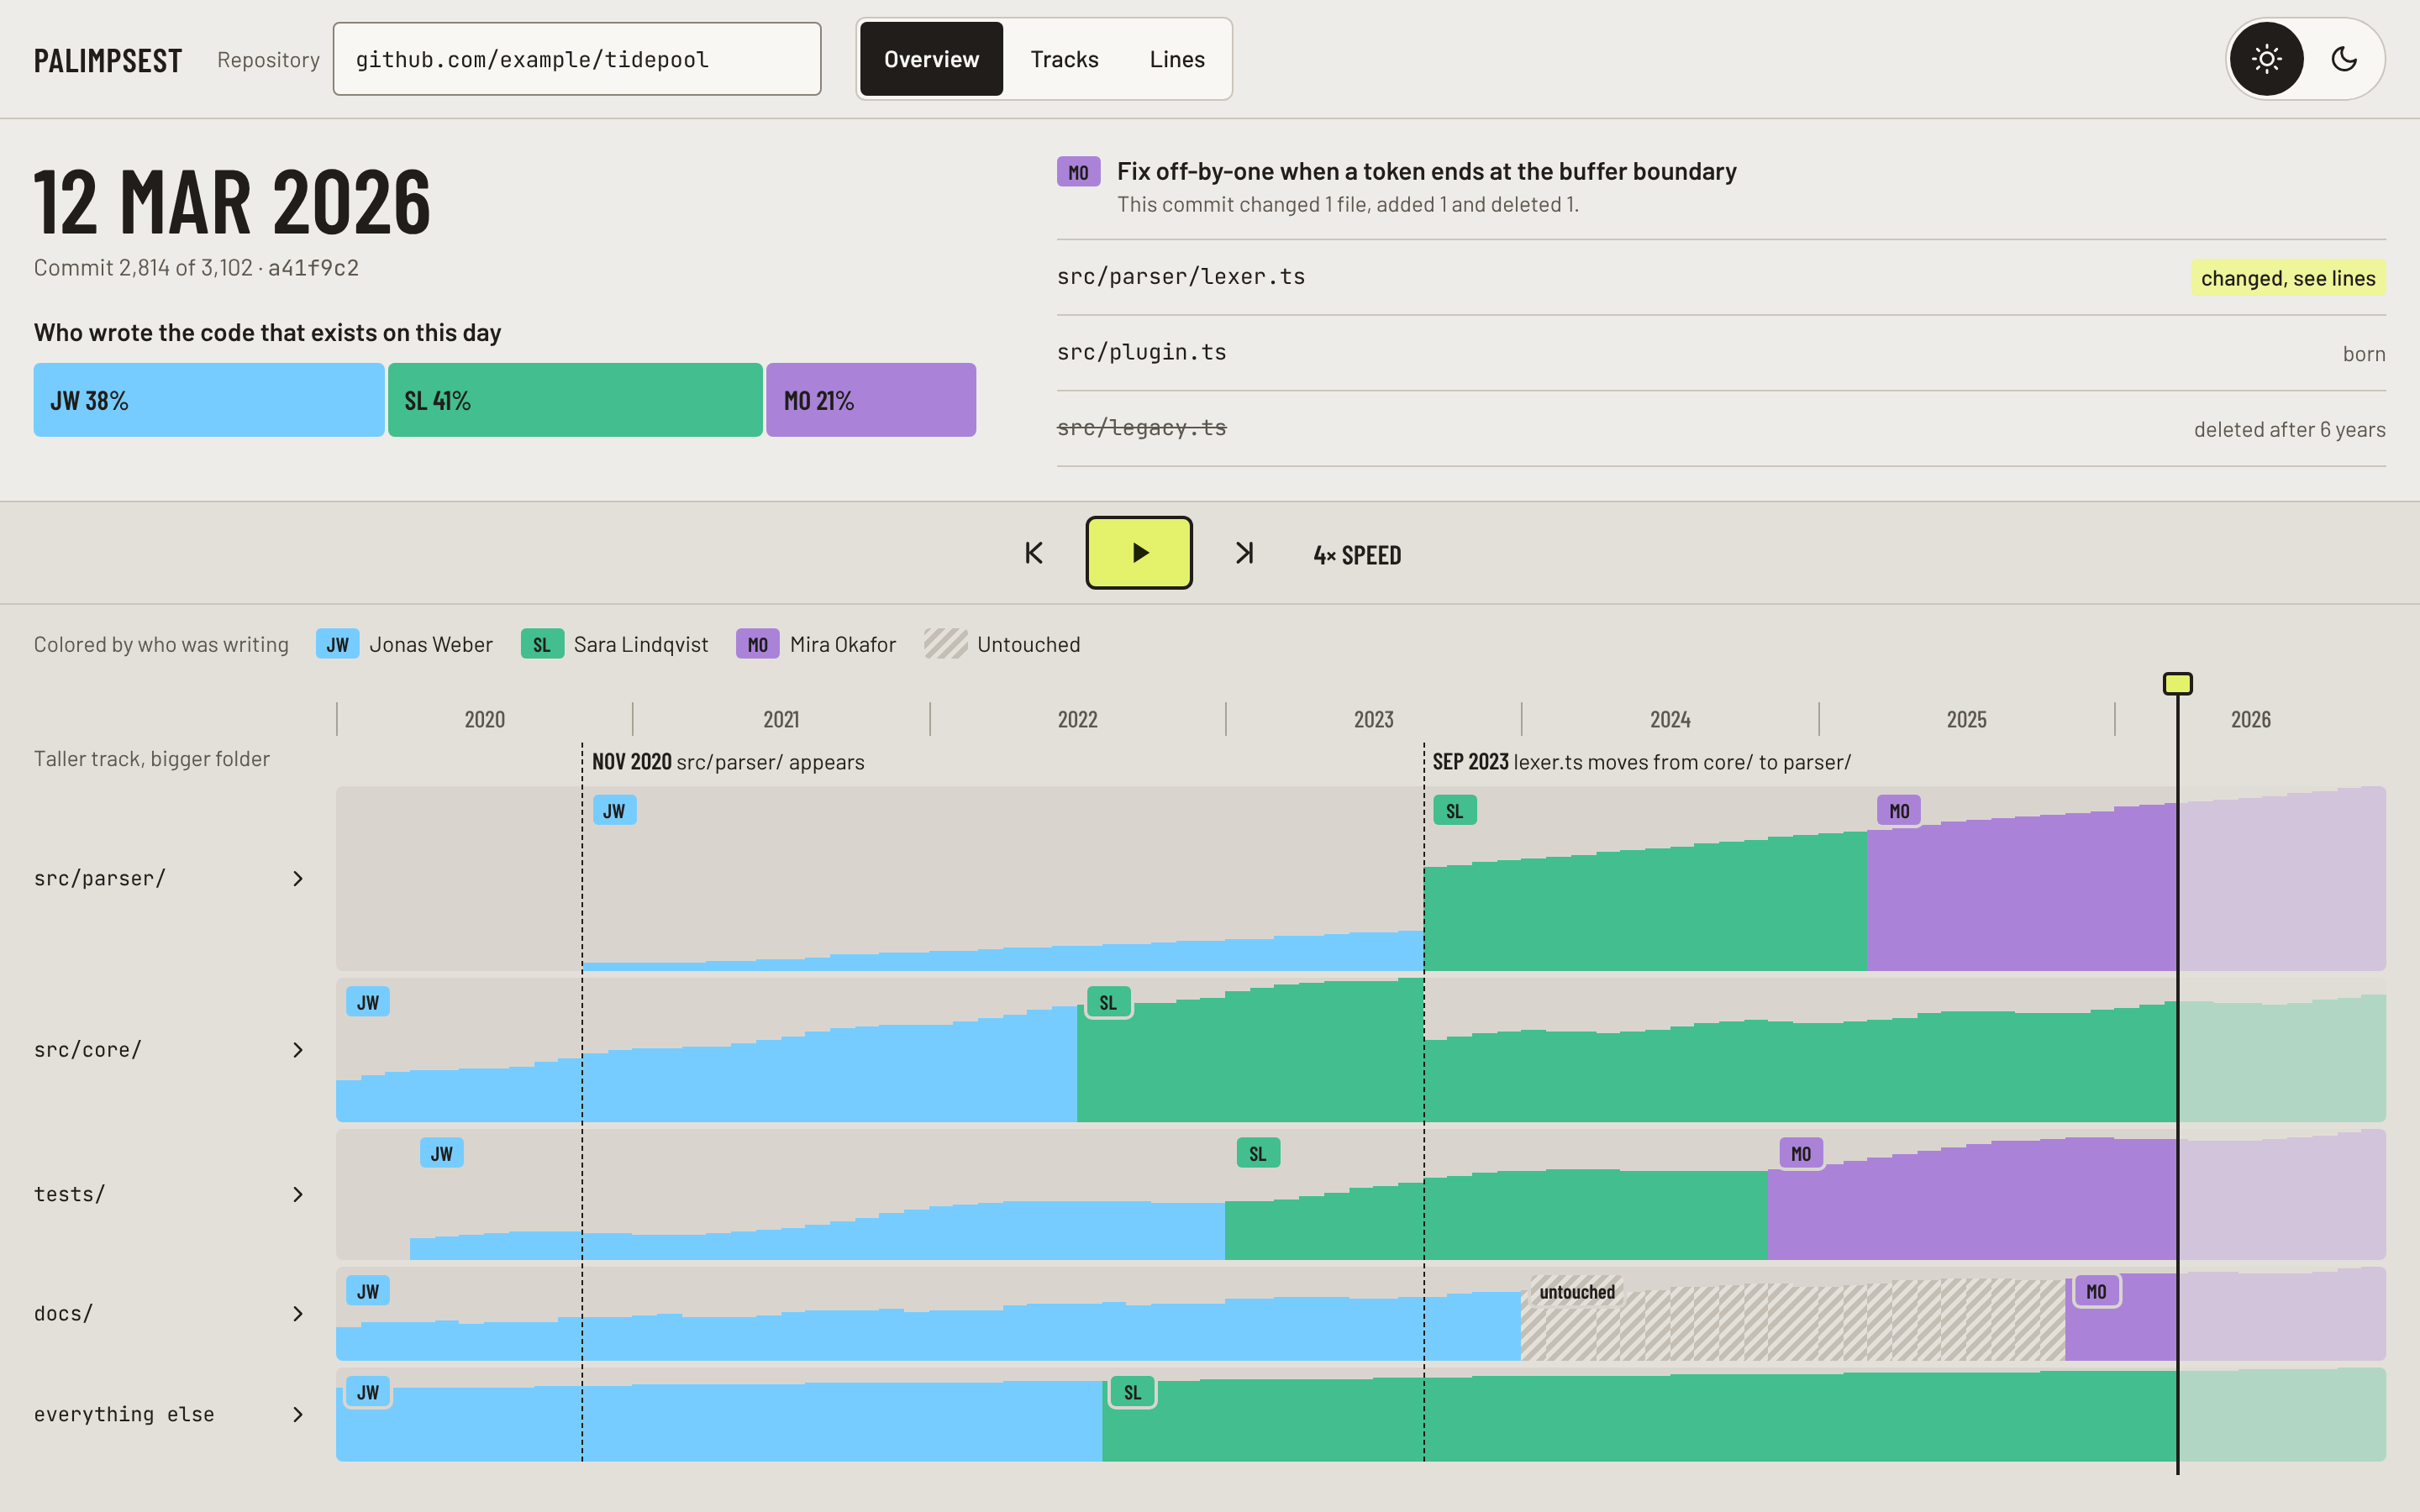 PALIMPSEST Repository github.com/example/tidepool Overview Tracks Lines
12 MAR 2026
Commit 2,814 of 3,102 · a41f9c2
Who wrote the code that exists on this day
JW 38% SL 41% MO 21%
MO Fix off-by-one when a token ends at the buffer boundary
This commit changed 1 file, added 1 and deleted 1.
src/parser/lexer.ts changed, see lines
src/plugin.ts born
src/legacy.ts deleted after 6 years
4× SPEED
Colored by who was writing JW Jonas Weber SL Sara Lindqvist MO Mira Okafor Untouched
2020 2021 2022 2023 2024 2025 2026
Taller track, bigger folder NOV 2020 src/parser/ appears SEP 2023 lexer.ts moves from core/ to parser/
JW SL MO
src/parser/
JW SL
src/core/
JW SL MO
tests/
JW untouched MO
docs/
JW SL
everything else